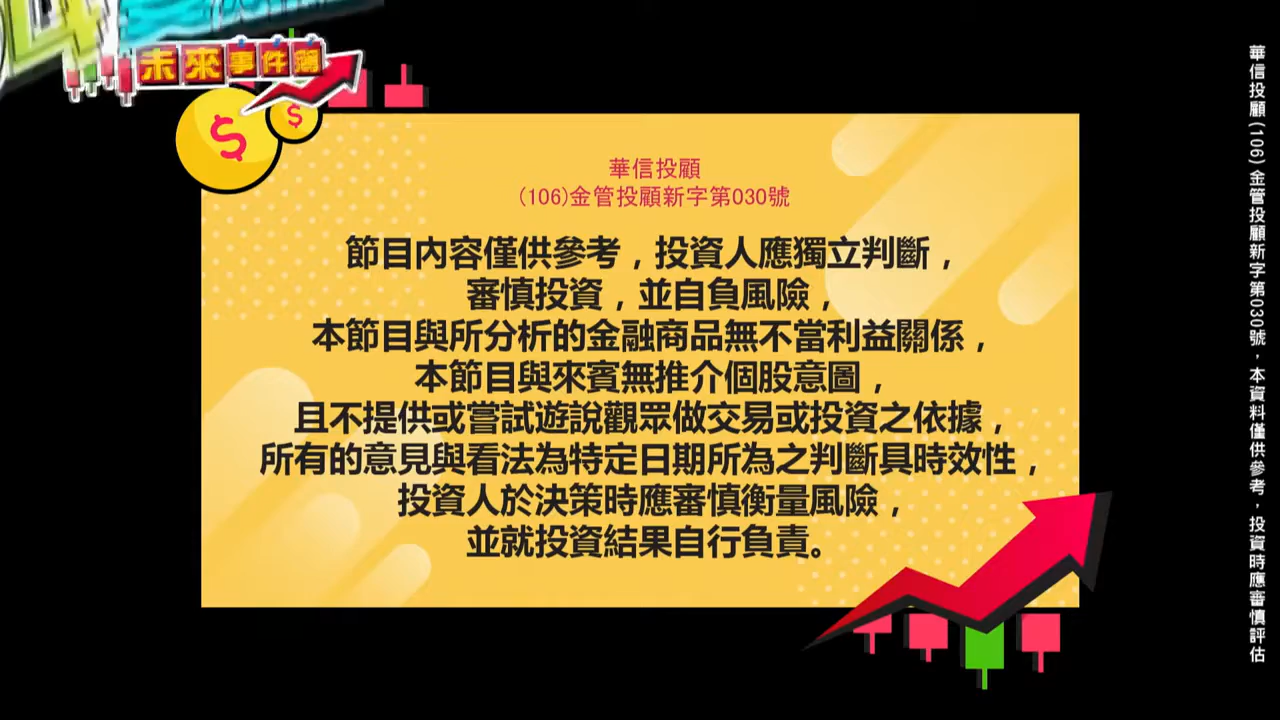 未來事件簿
華信投顧
(106)金管投顧新字第030號
節目內容僅供參考，投資人應獨立判斷，
審慎投資，並自負風險，
本節目與所分析的金融商品無不當利益關係，
本節目與來賓無推介個股意圖，
且不提供或嘗試遊說觀眾做交易或投資之依據，
所有的意見與看法為特定日期所為之判斷具時效性，
投資人於決策時應審慎衡量風險，
並就投資結果自行負責。
華信投顧(106)金管投顧新字第030號，本資料僅供參考，投資時應審慎評估